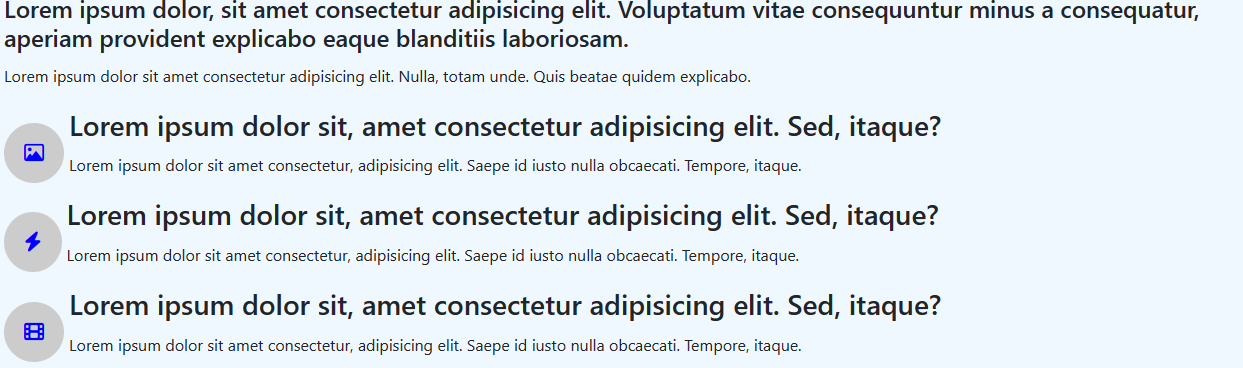 Lorem ipsum dolor, sit amet consectetur adipisicing elit. Voluptatum vitae consequuntur minus a consequatur,
aperiam provident explicabo eaque blanditiis laboriosam.
Lorem ipsum dolor sit amet consectetur adipisicing elit. Nulla, totam unde. Quis beatae quidem explicabo.
Lorem ipsum dolor sit, amet consectetur adipisicing elit. Sed, itaque?
Lorem ipsum dolor sit amet consectetur, adipisicing elit. Saepe id iusto nulla obcaecati. Tempore, itaque.
Lorem ipsum dolor sit, amet consectetur adipisicing elit. Sed, itaque?
Lorem ipsum dolor sit amet consectetur, adipisicing elit. Saepe id iusto nulla obcaecati. Tempore, itaque.
Lorem ipsum dolor sit, amet consectetur adipisicing elit. Sed, itaque?
Lorem ipsum dolor sit amet consectetur, adipisicing elit. Saepe id iusto nulla obcaecati. Tempore, itaque.